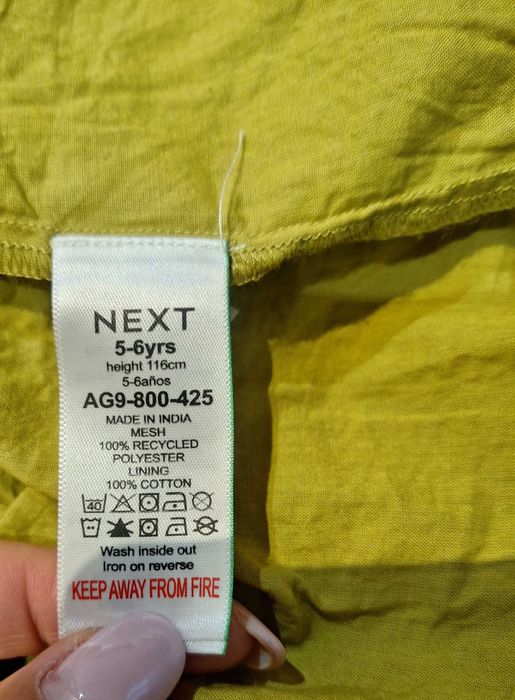 NEXT
5-6yrs
height 116cm
5-6años
AG9-800-425
MADE IN INDIA
MESH
100% RECYCLED
POLYESTER
LINING
100% COTTON
40
Wash inside out
Iron on reverse
KEEP AWAY FROM FIRE